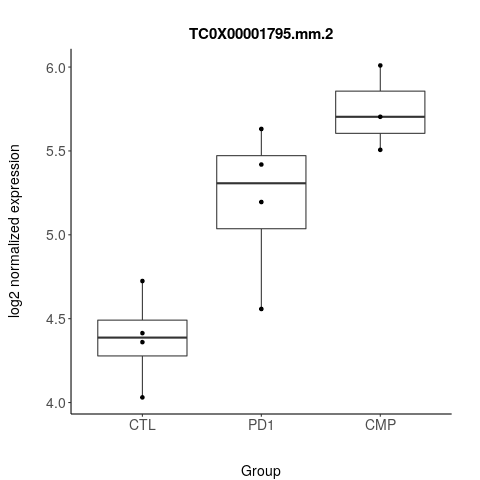 TC0X00001795.mm.2
log2 normalized expression
6.0
5.5
5.0
4.5
4.0
CTL PD1 CMP
Group